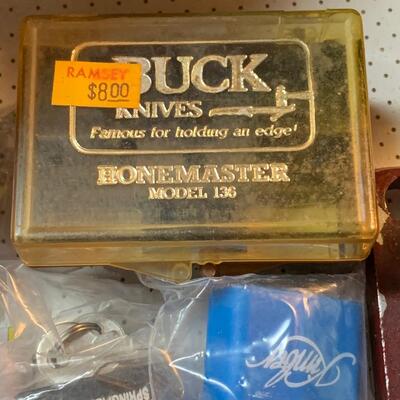 RAMSEY
$8.00
BUCK
KNIVES
Famous for holding an edge!
HONEMASTER
MODEL 136